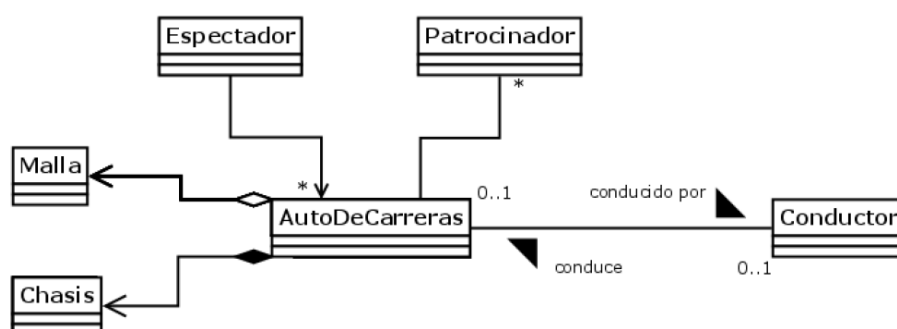 Espectador
Patrocinador
*
Malla
*
AutoDeCarreras
0..1
conducido por
Conductor
conduce
0..1
Chasis